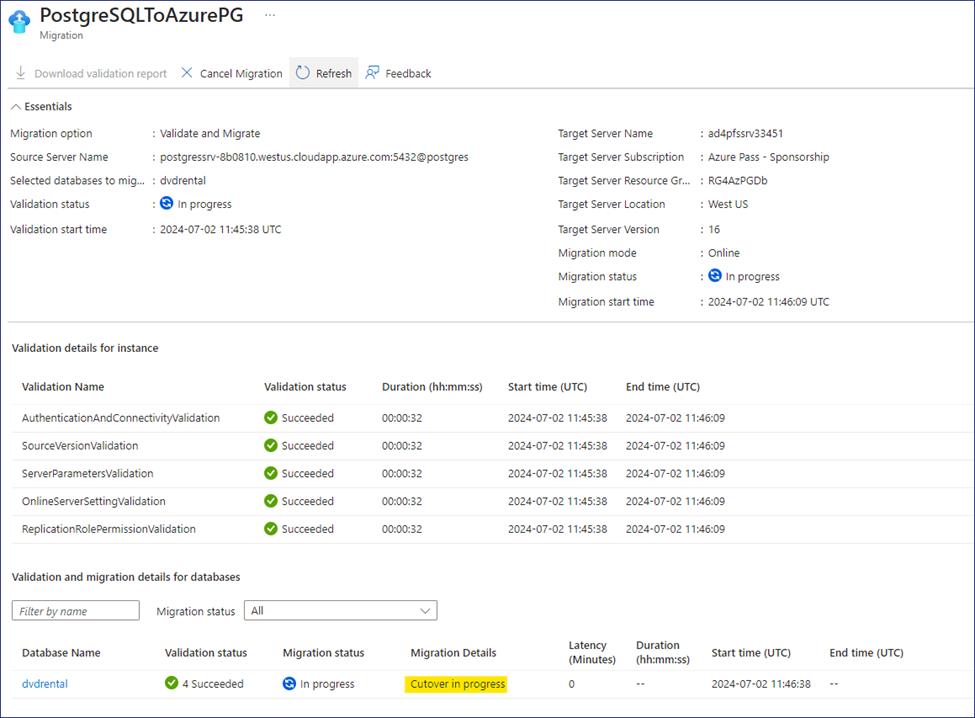 PostgreSQLToAzurePG ...
Migration
Download validation report Cancel Migration Refresh Feedback
Essentials
Migration option : Validate and Migrate
Source Server Name : postgressrv-8b0810.westus.cloudapp.azure.com:5432@postgres
Selected databases to mig... : dvdrental
Validation status : In progress
Validation start time : 2024-07-02 11:45:38 UTC
Target Server Name : ad4pfssrv33451
Target Server Subscription : Azure Pass - Sponsorship
Target Server Resource Gr... : RG4AzPGDb
Target Server Location : West US
Target Server Version : 16
Migration mode : Online
Migration status : In progress
Migration start time : 2024-07-02 11:46:09 UTC
Validation details for instance
Validation Name Validation status Duration (hh:mm:ss) Start time (UTC) End time (UTC)
AuthenticationAndConnectivityValidation Succeeded 00:00:32 2024-07-02 11:45:38 2024-07-02 11:46:09
SourceVersionValidation Succeeded 00:00:32 2024-07-02 11:45:38 2024-07-02 11:46:09
ServerParametersValidation Succeeded 00:00:32 2024-07-02 11:45:38 2024-07-02 11:46:09
OnlineServerSettingValidation Succeeded 00:00:32 2024-07-02 11:45:38 2024-07-02 11:46:09
ReplicationRolePermissionValidation Succeeded 00:00:32 2024-07-02 11:45:38 2024-07-02 11:46:09
Validation and migration details for databases
Filter by name Migration status All
Database Name Validation status Migration status Migration Details Latency (Minutes) Duration (hh:mm:ss) Start time (UTC) End time (UTC)
dvdrental 4 Succeeded In progress Cutover in progress 0 -- 2024-07-02 11:46:38 --